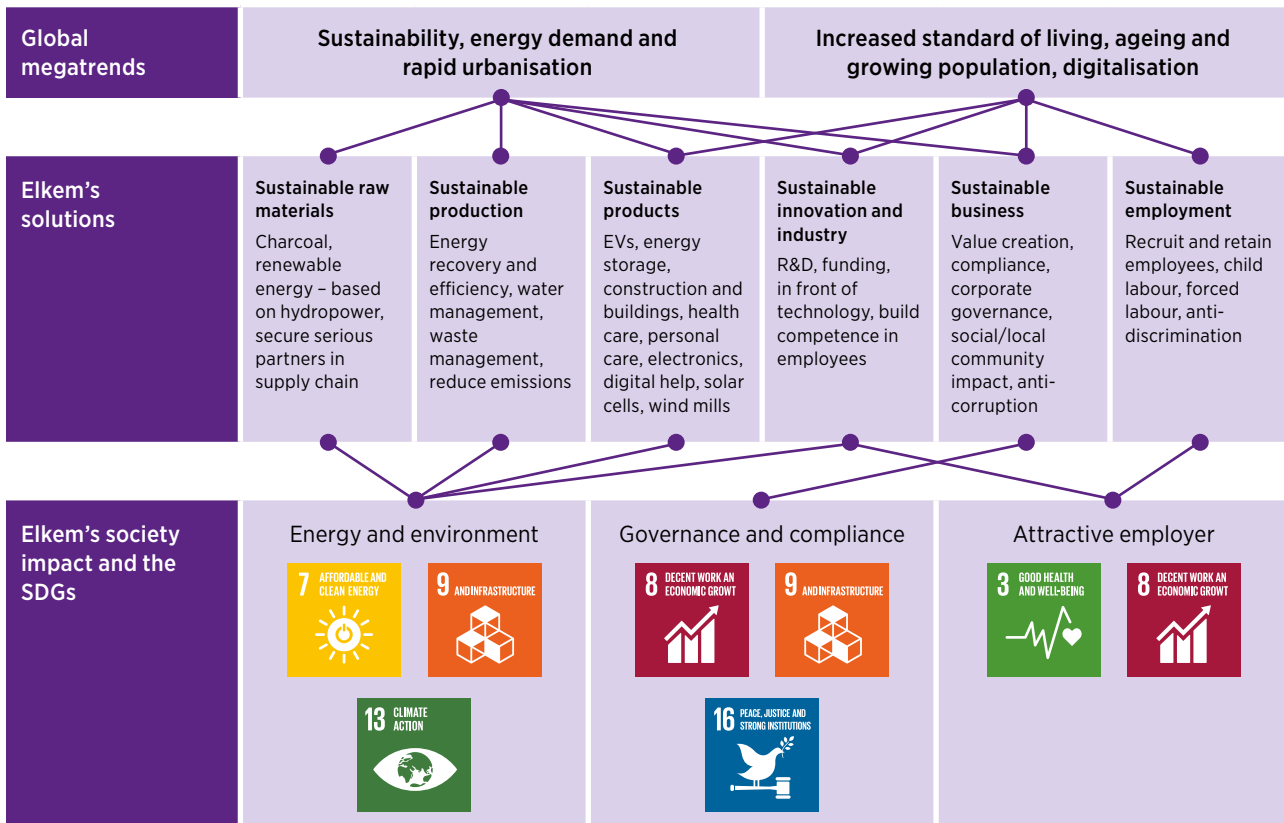 Global
megatrends
Sustainability, energy demand and
rapid urbanisation
Increased standard of living, ageing and
growing population, digitalisation
Elkem’s
solutions
Sustainable raw
materials
Charcoal,
renewable
energy – based
on hydropower,
secure serious
partners in
supply chain
Sustainable
production
Energy
recovery and
efficiency, water
management,
waste
management,
reduce emissions
Sustainable
products
EVs, energy
storage,
construction and
buildings, health
care, personal
care, electronics,
digital help, solar
cells, wind mills
Sustainable
innovation and
industry
R&D, funding,
in front of
technology, build
competence in
employees
Sustainable
business
Value creation,
compliance,
corporate
governance,
social/local
community
impact, anti-
corruption
Sustainable
employment
Recruit and retain
employees, child
labour, forced
labour, anti-
discrimination
Elkem’s society
impact and the
SDGs
Energy and environment
7 AFFORDABLE AND
CLEAN ENERGY
9 AND INFRASTRUCTURE
13 CLIMATE
ACTION
Governance and compliance
8 DECENT WORK AN
ECONOMIC GROWT
9 AND INFRASTRUCTURE
16 PEACE, JUSTICE AND
STRONG INSTITUTIONS
Attractive employer
3 GOOD HEALTH
AND WELL-BEING
8 DECENT WORK AN
ECONOMIC GROWT